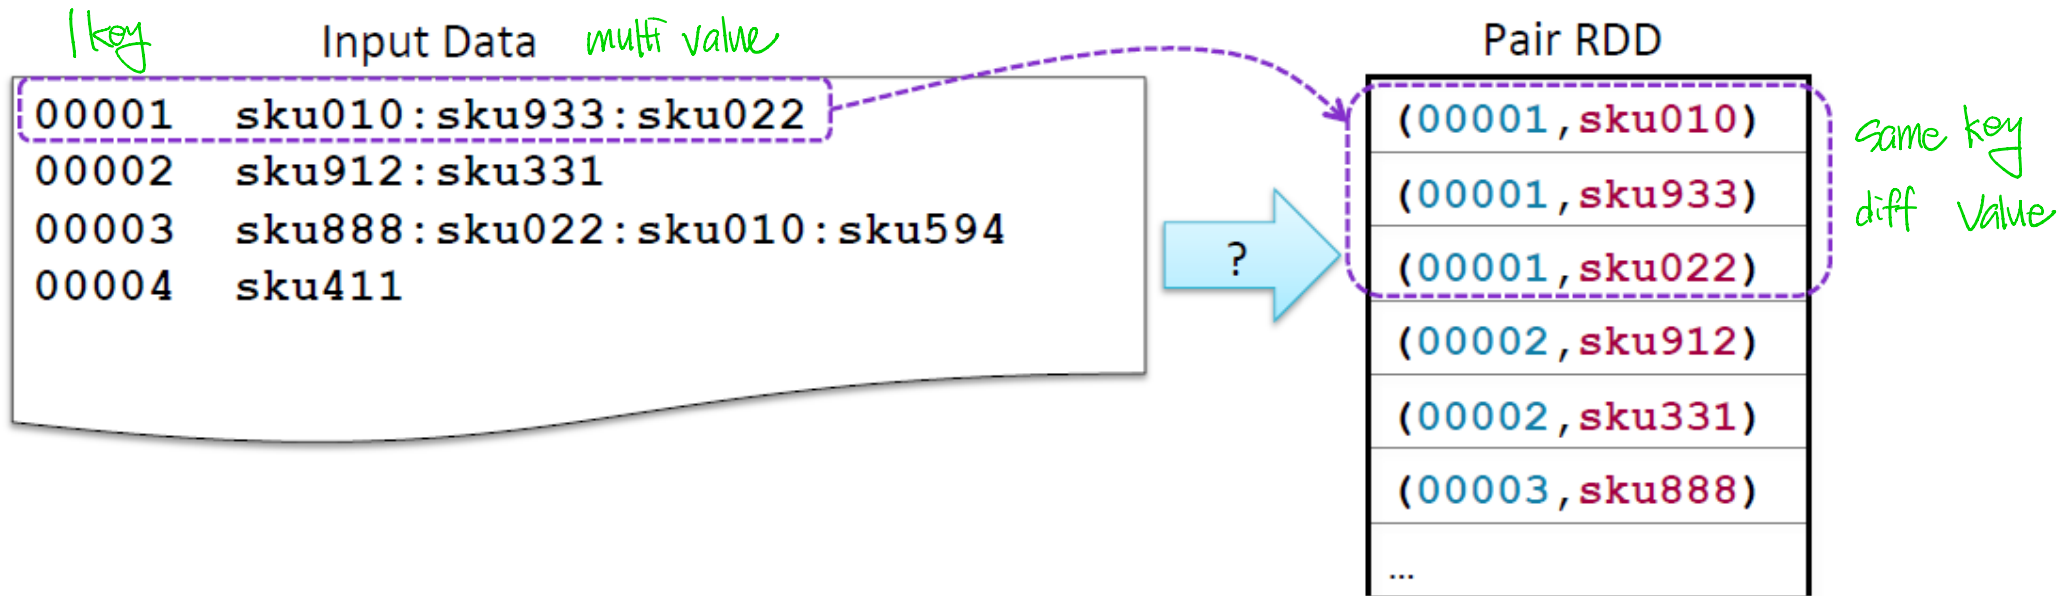 1 key Input Data multi value
00001 sku010:sku933:sku022
00002 sku912:sku331
00003 sku888:sku022:sku010:sku594
00004 sku411
?
Pair RDD
(00001,sku010)
(00001,sku933)
(00001,sku022)
(00002,sku912)
(00002,sku331)
(00003,sku888)
...
same key
diff value